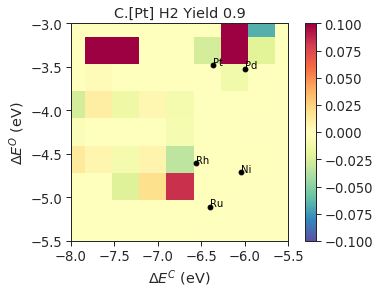 C.[Pt] H2 Yield 0.9
−3.0
−3.5
−4.0
−4.5
−5.0
−5.5
ΔE^O (eV)
Pt
Pd
Rh
Ni
Ru
−8.0 −7.5 −7.0 −6.5 −6.0 −5.5
ΔE^C (eV)
0.100
0.075
0.050
0.025
0.000
−0.025
−0.050
−0.075
−0.100